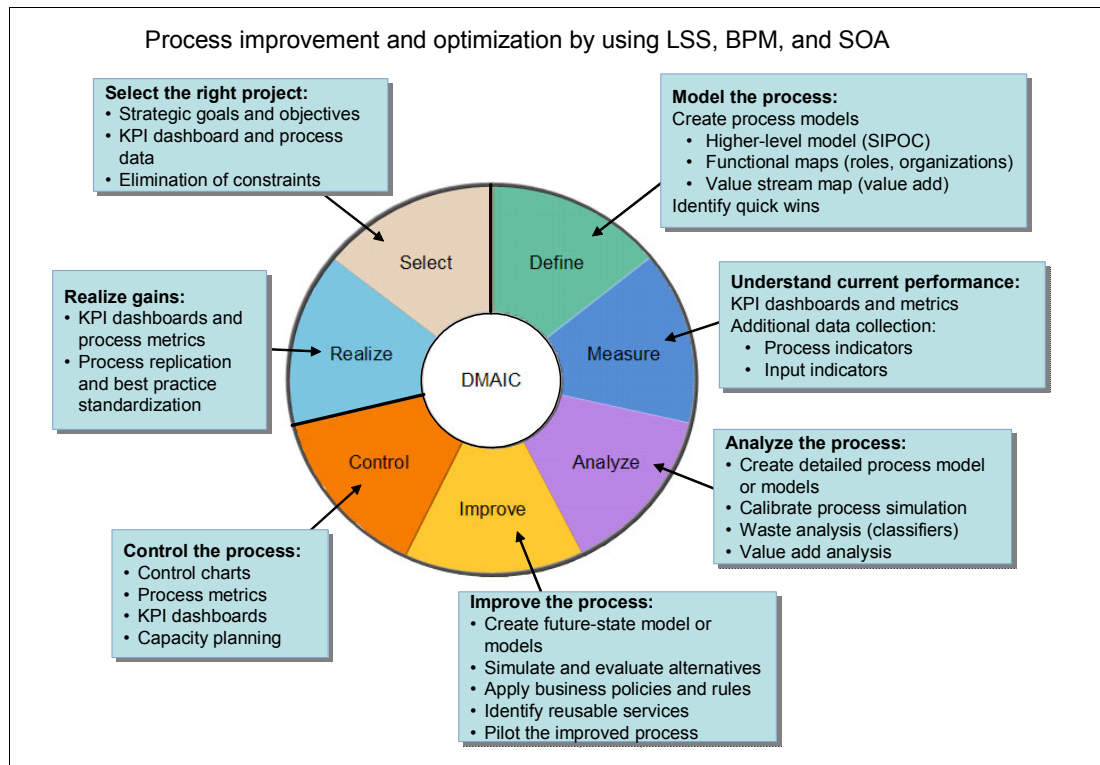 Process improvement and optimization by using LSS, BPM, and SOA
Select the right project:
• Strategic goals and objectives
• KPI dashboard and process
data
• Elimination of constraints
Model the process:
Create process models
• Higher-level model (SIPOC)
• Functional maps (roles, organizations)
• Value stream map (value add)
Identify quick wins
Select
Define
Realize gains:
• KPI dashboards and
process metrics
• Process replication
and best practice
standardization
Understand current performance:
KPI dashboards and metrics
Additional data collection:
• Process indicators
• Input indicators
Realize
Measure
DMAIC
Control
Analyze
Improve
Analyze the process:
• Create detailed process model
or models
• Calibrate process simulation
• Waste analysis (classifiers)
• Value add analysis
Control the process:
• Control charts
• Process metrics
• KPI dashboards
• Capacity planning
Improve the process:
• Create future-state model or
models
• Simulate and evaluate alternatives
• Apply business policies and rules
• Identify reusable services
• Pilot the improved process